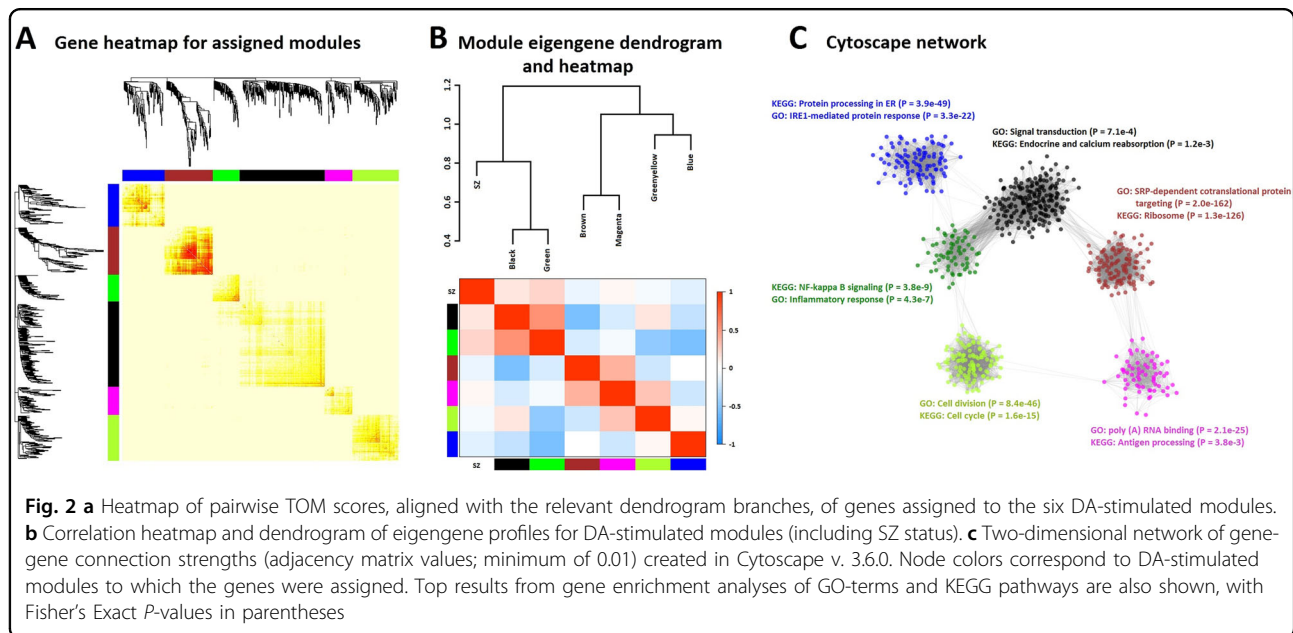 A Gene heatmap for assigned modules
B Module eigengene dendrogram
and heatmap
1.2
1.0
0.8
0.6
0.4
SZ
Black
Green
Brown
Magenta
Greenyellow
Blue
SZ
1
0.5
0
-0.5
-1
SZ
C Cytoscape network
KEGG: Protein processing in ER (P = 3.9e-49)
GO: IRE1-mediated protein response (P = 3.3e-22)
GO: Signal transduction (P = 7.1e-4)
KEGG: Endocrine and calcium reabsorption (P = 1.2e-3)
GO: SRP-dependent cotranslational protein
targeting (P = 2.0e-162)
KEGG: Ribosome (P = 1.3e-126)
KEGG: NF-kappa B signaling (P = 3.8e-9)
GO: Inflammatory response (P = 4.3e-7)
GO: Cell division (P = 8.4e-46)
KEGG: Cell cycle (P = 1.6e-15)
GO: poly (A) RNA binding (P = 2.1e-25)
KEGG: Antigen processing (P = 3.8e-3)
Fig. 2 a Heatmap of pairwise TOM scores, aligned with the relevant dendrogram branches, of genes assigned to the six DA-stimulated modules.
b Correlation heatmap and dendrogram of eigengene profiles for DA-stimulated modules (including SZ status). c Two-dimensional network of gene-
gene connection strengths (adjacency matrix values; minimum of 0.01) created in Cytoscape v. 3.6.0. Node colors correspond to DA-stimulated
modules to which the genes were assigned. Top results from gene enrichment analyses of GO-terms and KEGG pathways are also shown, with
Fisher's Exact P-values in parentheses